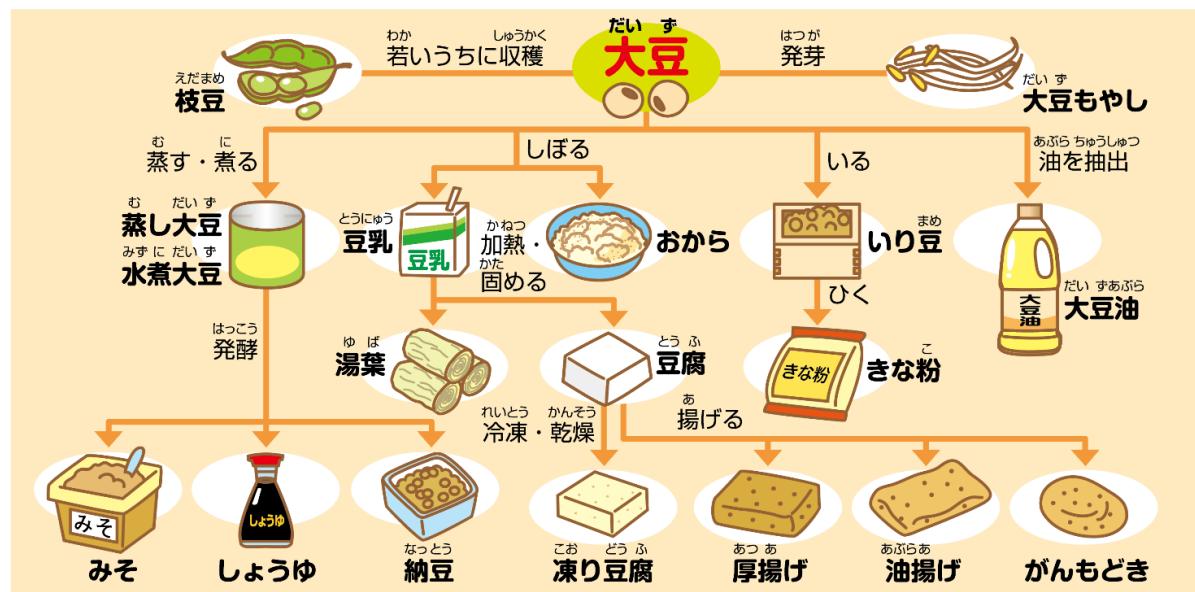 だい ず
大豆
わか しゅうかく
若いうちに収穫
はつが
発芽
えだまめ
枝豆
だい ず
大豆もやし
む に
蒸す・煮る
しぼる
いる
あぶら ちゅうしゅつ
油を抽出
む だい ず
蒸し大豆
みず に だい ず
水煮大豆
とうにゅう
豆乳
豆乳
か ねつ
加熱・
かた
固める
おから
まめ
いり豆
大豆油
だい ずあぶら
大豆油
はっこう
発酵
ひく
ゆ ば
湯葉
とう ふ
豆腐
きな粉
こ
きな粉
れいとう かんそう
冷凍・乾燥
あ
揚げる
みそ
しょうゆ
みそ
しょうゆ
なっとう
納豆
こお どう ふ
凍り豆腐
あつ あ
厚揚げ
あぶらあ
油揚げ
がんもどき